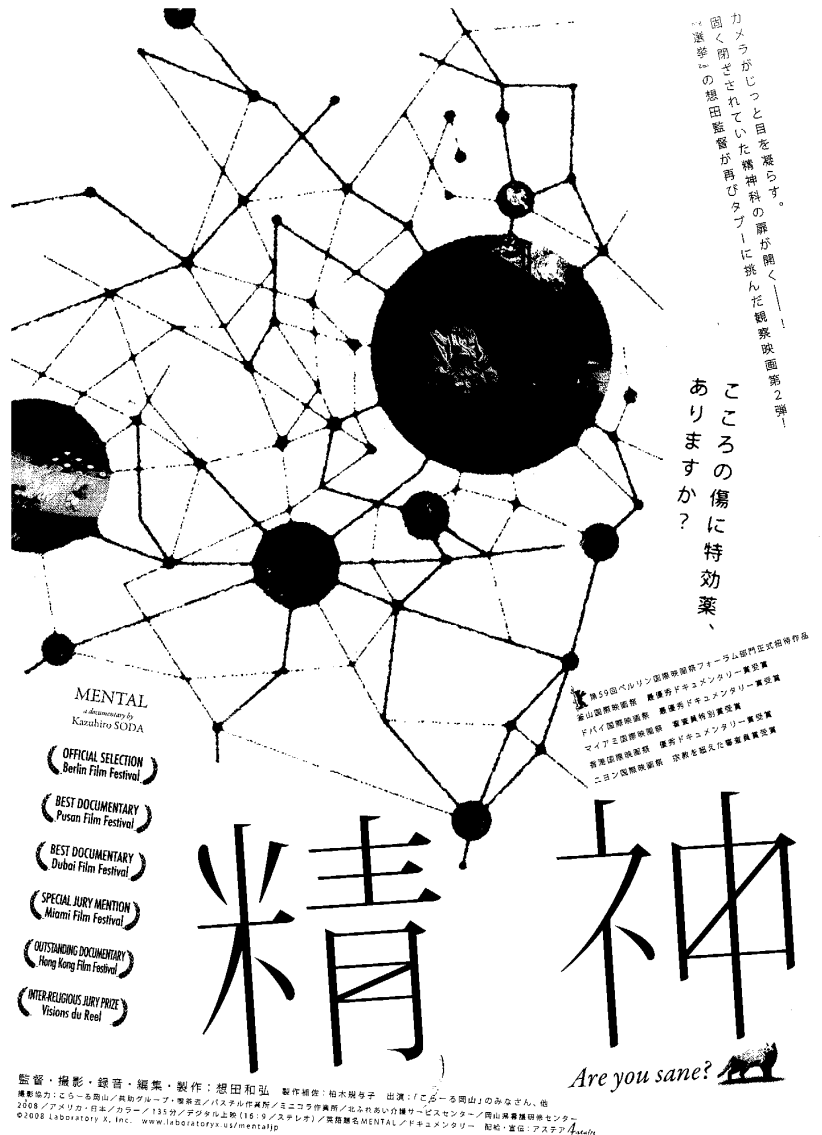 カメラがじっと目を凝らす。
固く閉ざされていた精神科の扉が開く——！
『選挙』の想田監督が再びタブーに挑んだ観察映画第2弾！
こころの傷に特効薬、
ありますか？
第59回ベルリン国際映画祭フォーラム部門正式招待作品
釜山国際映画祭 最優秀ドキュメンタリー賞受賞
ドバイ国際映画祭 最優秀ドキュメンタリー賞受賞
マイアミ国際映画祭 審査員特別賞受賞
香港国際映画祭 優秀ドキュメンタリー賞受賞
ニヨン国際映画祭 宗教を超えた審査員賞受賞
MENTAL
a documentary by
Kazuhiro SODA
OFFICIAL SELECTION
Berlin Film Festival
BEST DOCUMENTARY
Pusan Film Festival
BEST DOCUMENTARY
Dubai Film Festival
SPECIAL JURY MENTION
Miami Film Festival
OUTSTANDING DOCUMENTARY
Hong Kong Film Festival
INTER-RELIGIOUS JURY PRIZE
Visions du Reel
精神
Are you sane?
監督・撮影・録音・編集・製作：想田和弘 製作補佐：柏木規与子 出演：「こらーる岡山」のみなさん、他
撮影協力：こらーる岡山／共助グループ・喫茶去／パステル作業所／ミニコラ作業所／北ふれあい介護サービスセンター／岡山県看護研修センター
2008／アメリカ・日本／カラー／135分／デジタル上映（16：9／ステレオ）／英語題名MENTAL／ドキュメンタリー 配給・宣伝：アステア
©2008 Laboratory X, Inc. www.laboratoryx.us/mentaljp